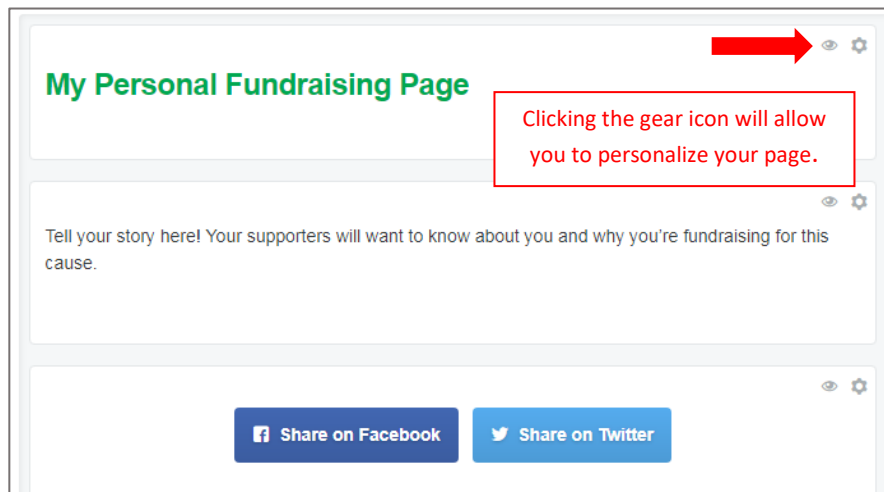 My Personal Fundraising Page
Clicking the gear icon will allow
you to personalize your page.
Tell your story here! Your supporters will want to know about you and why you’re fundraising for this
cause.
Share on Facebook
Share on Twitter